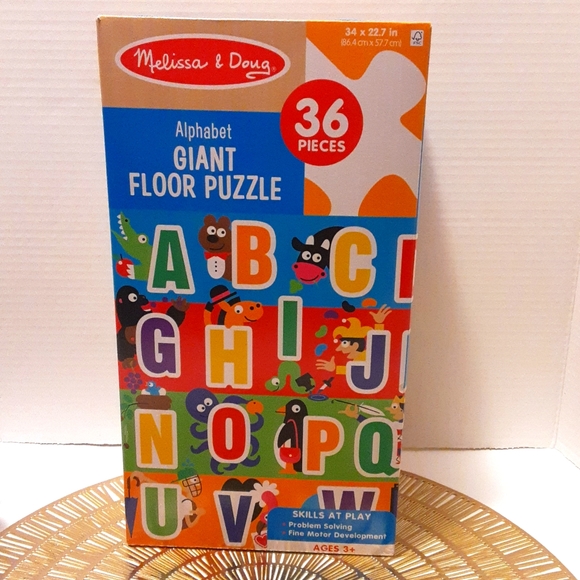 Melissa & Doug
34 x 22.7 in
(86.4 cm x 57.7 cm)
36
PIECES
Alphabet
GIANT
FLOOR PUZZLE
A B C
G H I J
N O P Q
U V W
SKILLS AT PLAY
· Problem Solving
· Fine Motor Development
AGES 3+